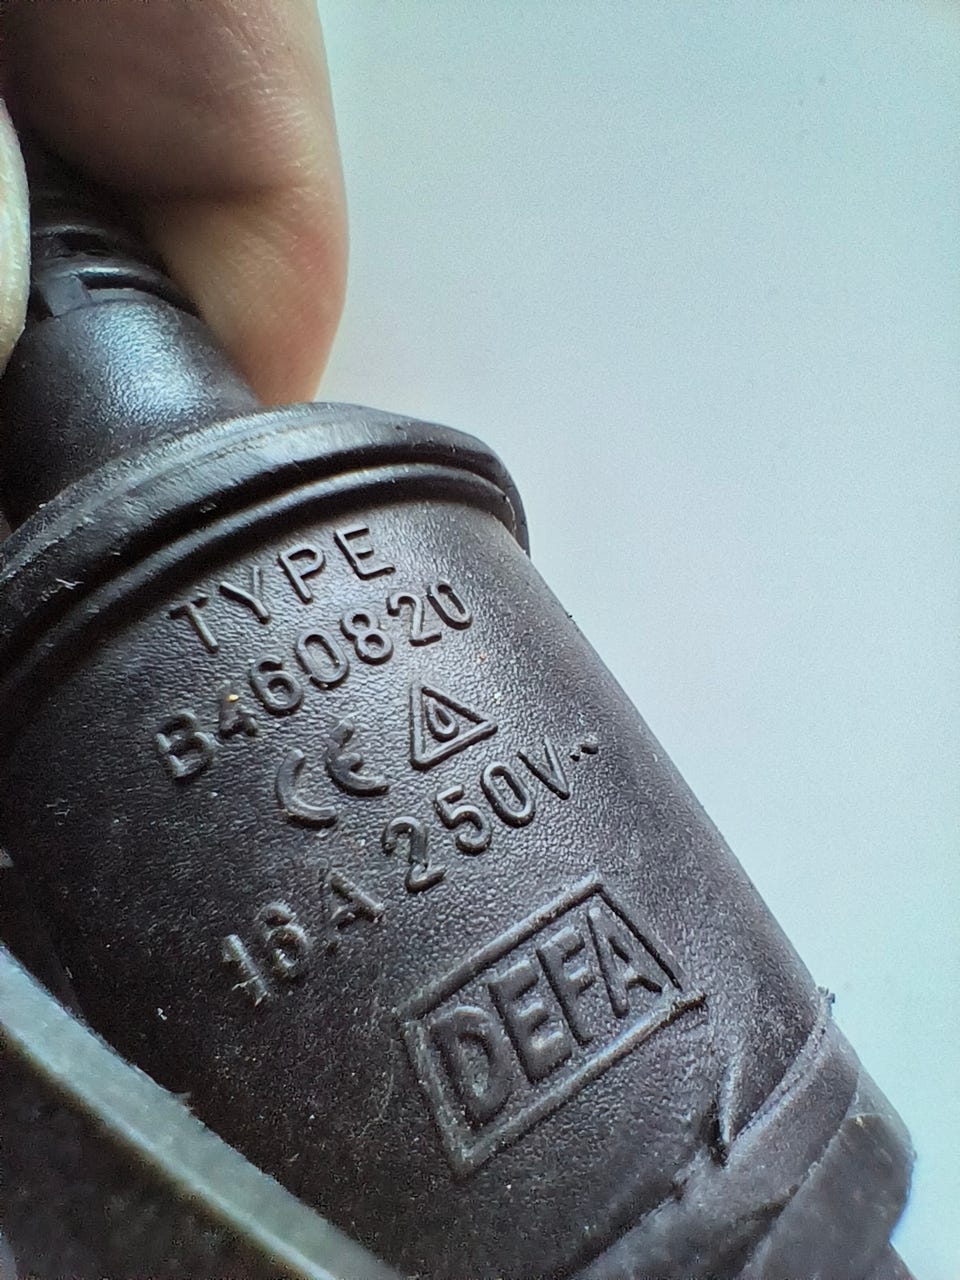 TYPE
B460820
CE
16A 250V~
DEFA